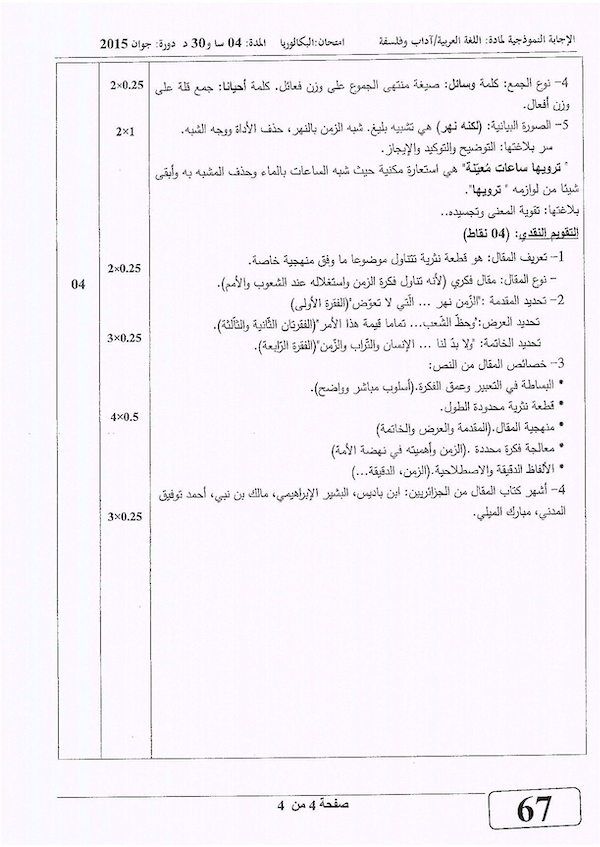 الإجابة النموذجية لمادة: اللغة العربية/آداب وفلسفة امتحان:البكالوريا المدة: 04 سا و30 د دورة: جوان 2015
4- نوع الجمع: كلمة وسائل: صيغة منتهى الجموع على وزن فعائل. كلمة أحيانا: جمع قلة على 2×0.25
وزن أفعال.
5- الصورة البيانية: (لكنه نهر) هي تشبيه بليغ. شبه الزمن بالنهر، حذف الأداة ووجه الشبه. 2×1
سر بلاغتها: التوضيح والتوكيد والإيجاز.
" ترويها ساعات مُعيّنة" هي استعارة مكنية حيث شبه الساعات بالماء وحذف المشبه به وأبقى
شيئا من لوازمه " ترويها".
بلاغتها: تقوية المعنى وتجسيده..
التقويم النقدي: (04 نقاط)
1- تعريف المقال: هو قطعة نثرية تتناول موضوعا ما وفق منهجية خاصة. 2×0.25
- نوع المقال: مقال فكري (لأنه تناول فكرة الزمن واستغلاله عند الشعوب والأمم). 04
2- تحديد المقدمة :"الزّمن نهر ... الّتي لا تعوّض"(الفقرة الأولى)
تحديد العرض:"وحظّ الشّعب... تماما قيمة هذا الأمر"(الفقرتان الثّانية والثّالثة). 3×0.25
تحديد الخاتمة: "ولا بدّ لنا ... الإنسان والتّراب والزّمن"(الفقرة الرّابعة).
3- خصائص المقال من النص:
* البساطة في التعبير وعمق الفكرة.(أسلوب مباشر وواضح).
* قطعة نثرية محدودة الطول. 4×0.5
* منهجية المقال.(المقدمة والعرض والخاتمة)
* معالجة فكرة محددة .(الزمن وأهميته في نهضة الأمة)
* الألفاظ الدقيقة والاصطلاحية.(الزمن، الدقيقة...)
4- أشهر كتاب المقال من الجزائريين: ابن باديس، البشير الإبراهيمي، مالك بن نبي، أحمد توفيق 3×0.25
المدني، مبارك الميلي.
صفحة 4 من 4
67